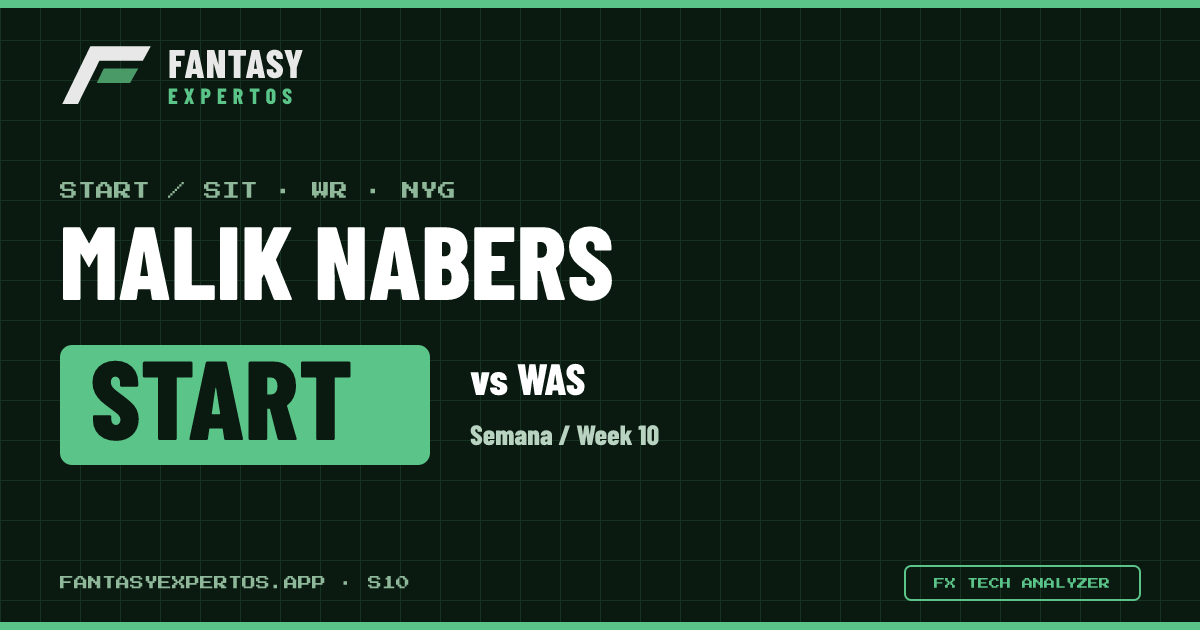 FANTASY
EXPERTOS
START / SIT · WR · NYG
MALIK NABERS
START
vs WAS
Semana / Week 10
FANTASYEXPERTOS.APP · S10
FX TECH ANALYZER